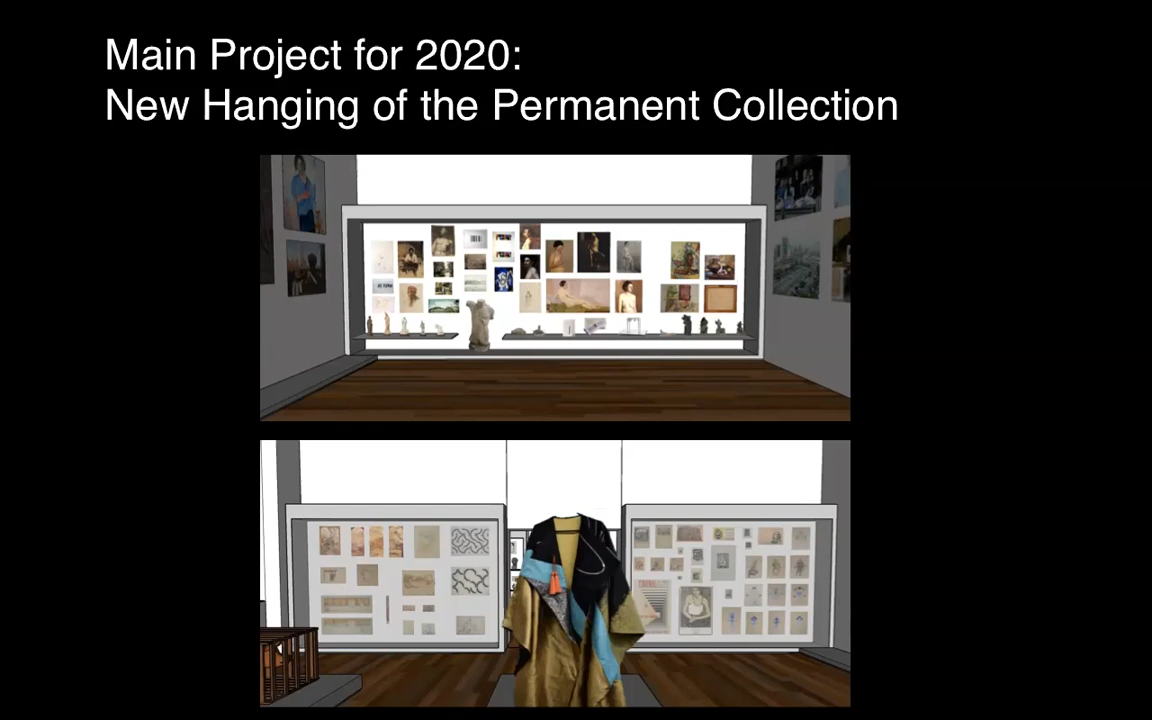 Main Project for 2020:
New Hanging of the Permanent Collection